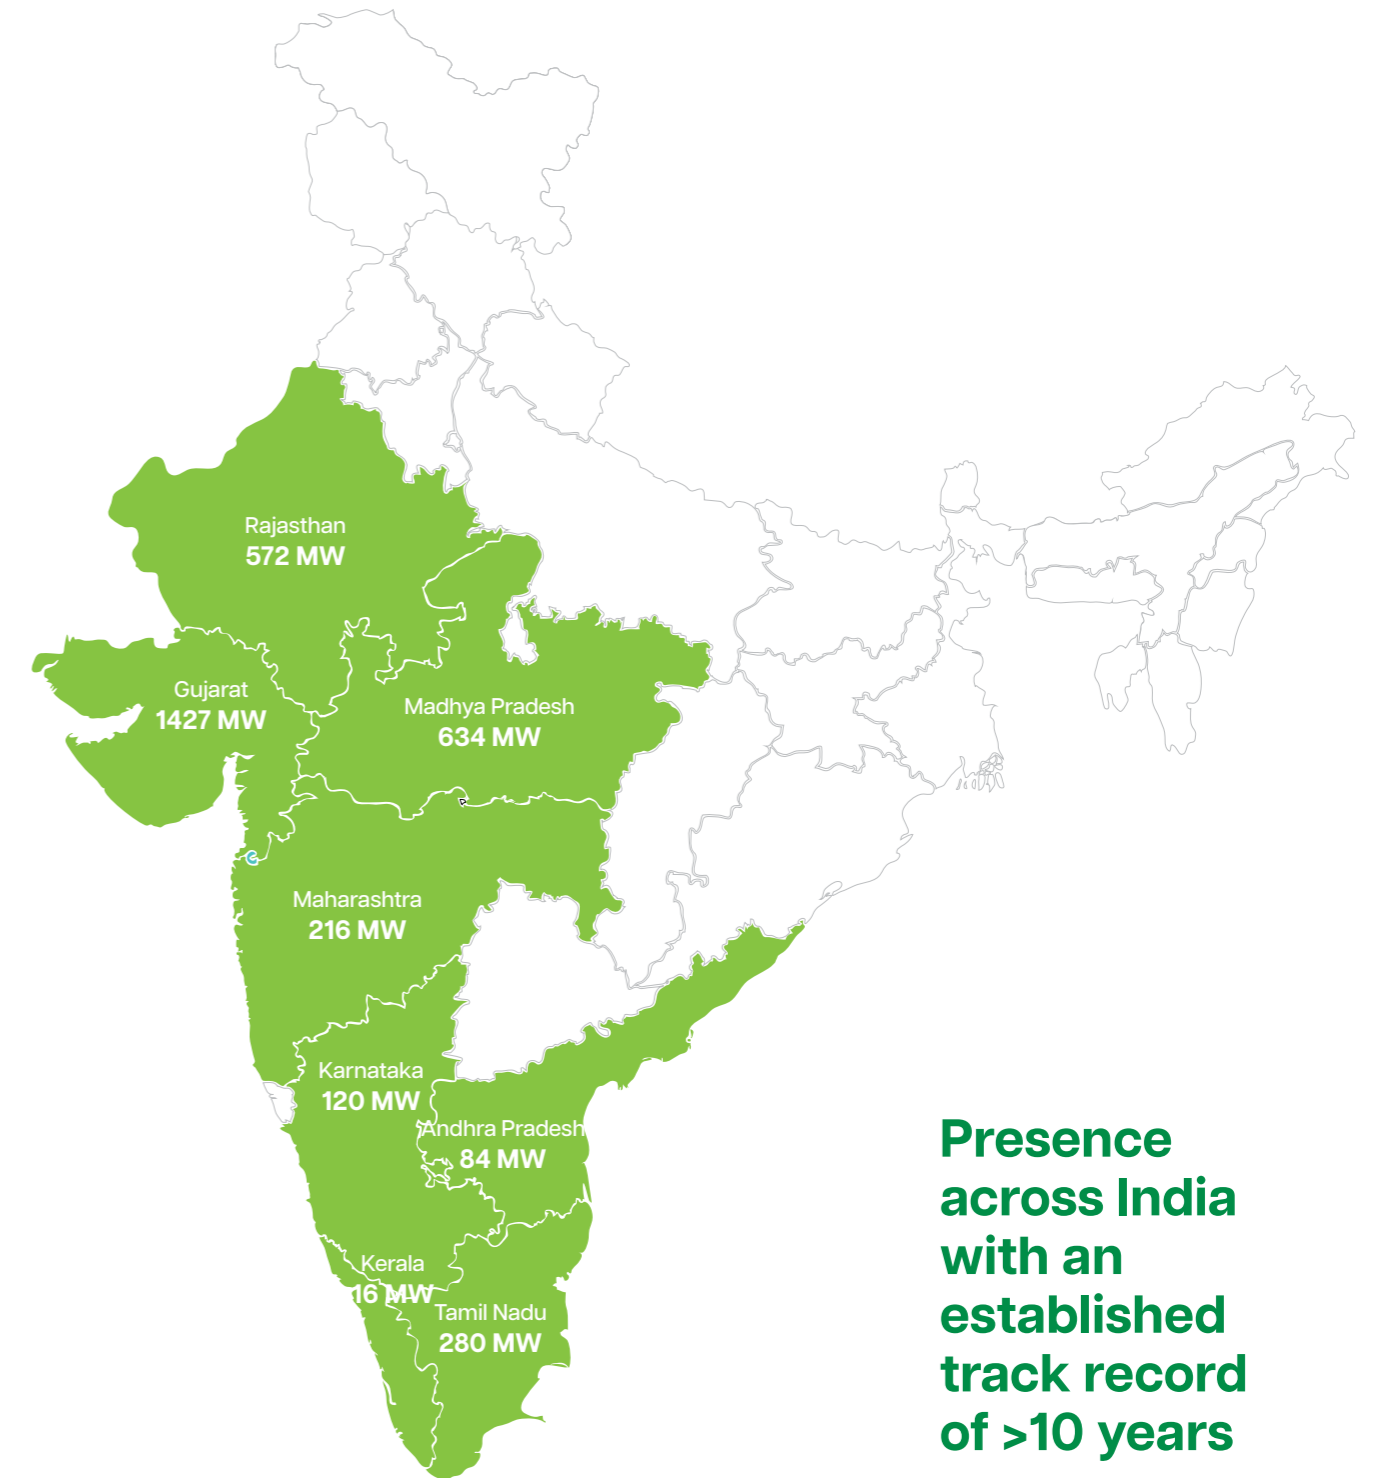 Rajasthan
572 MW
Gujarat
1427 MW
Madhya Pradesh
634 MW
Maharashtra
216 MW
Karnataka
120 MW
Andhra Pradesh
84 MW
Kerala
16 MW
Tamil Nadu
280 MW
Presence
across India
with an
established
track record
of >10 years